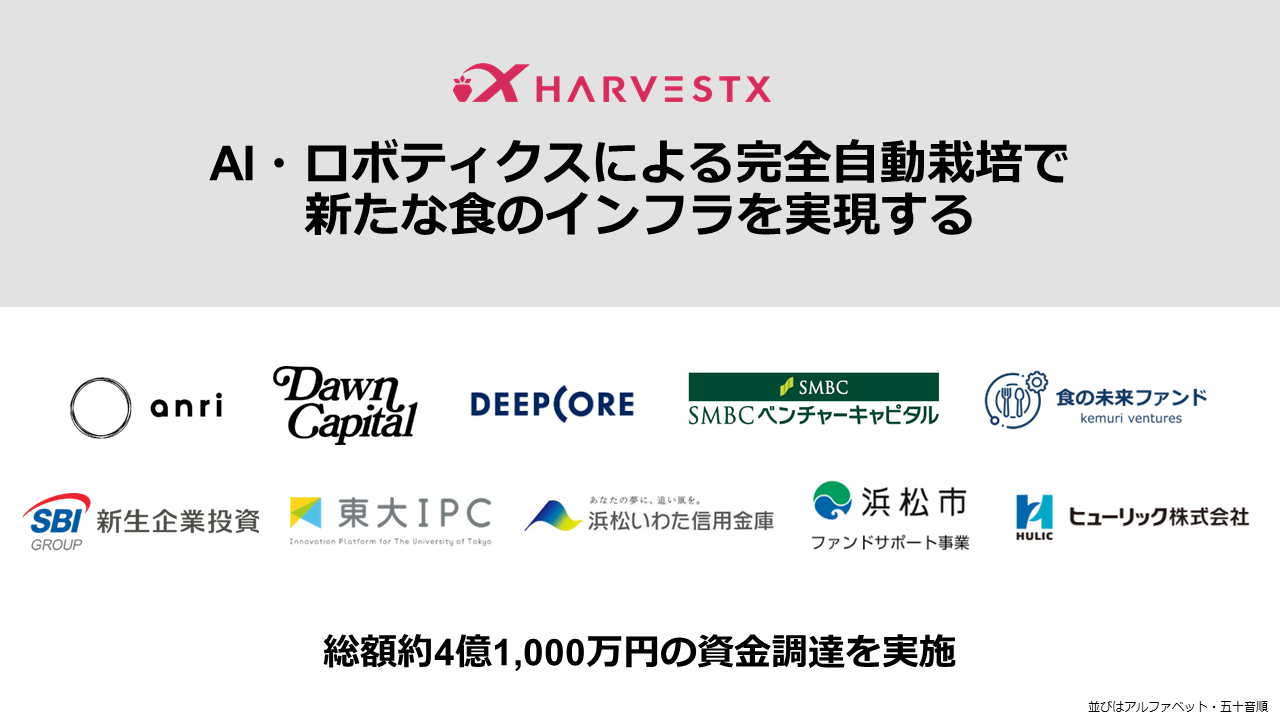 HARVESTX
AI・ロボティクスによる完全自動栽培で
新たな食のインフラを実現する
anri
Dawn Capital
DEEPCORE
SMBC
SMBCベンチャーキャピタル
食の未来ファンド
kemuri ventures
SBI GROUP
新生企業投資
東大IPC
Innovation Platform for The University of Tokyo
あなたの夢に、追い風を。
浜松いわた信用金庫
浜松市
ファンドサポート事業
HULIC
ヒューリック株式会社
総額約4億1,000万円の資金調達を実施
並びはアルファベット・五十音順